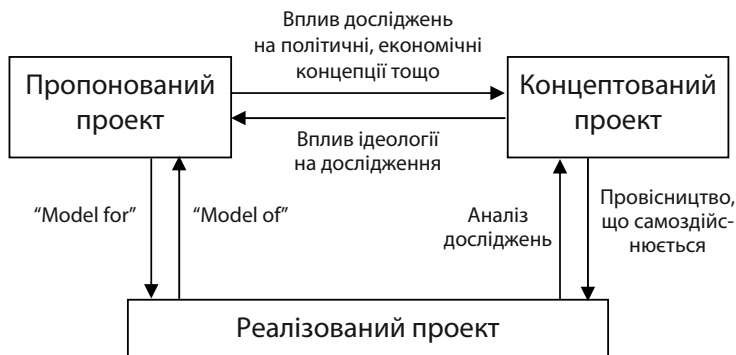 Вплив досліджень
на політичні, економічні
концепції тощо
Пропонований
проект
Концептований
проект
Вплив ідеології
на дослідження
“Model for”
“Model of”
Аналіз
досліджень
Провісництво,
що самоздійс-
нюється
Реалізований проект